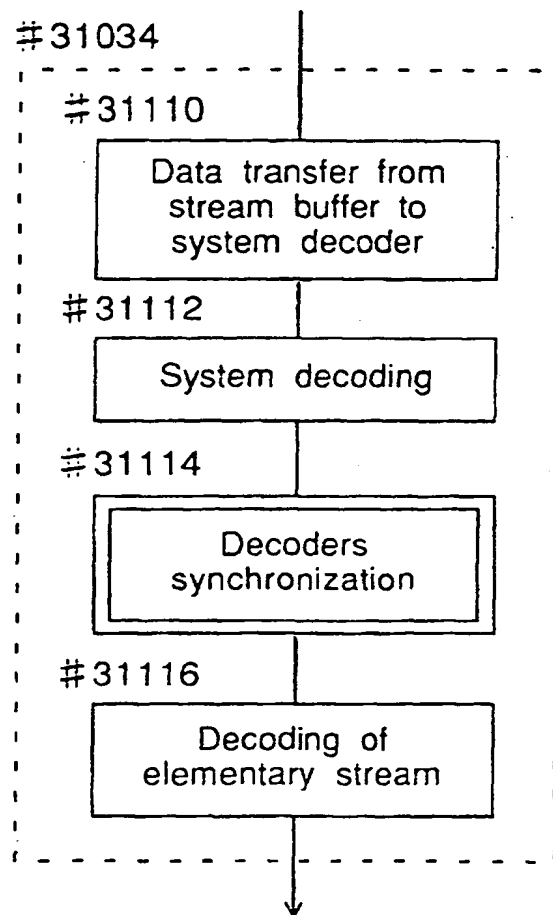 #31034
#31110
Data transfer from
stream buffer to
system decoder
#31112
System decoding
#31114
Decoders
synchronization
#31116
Decoding of
elementary stream